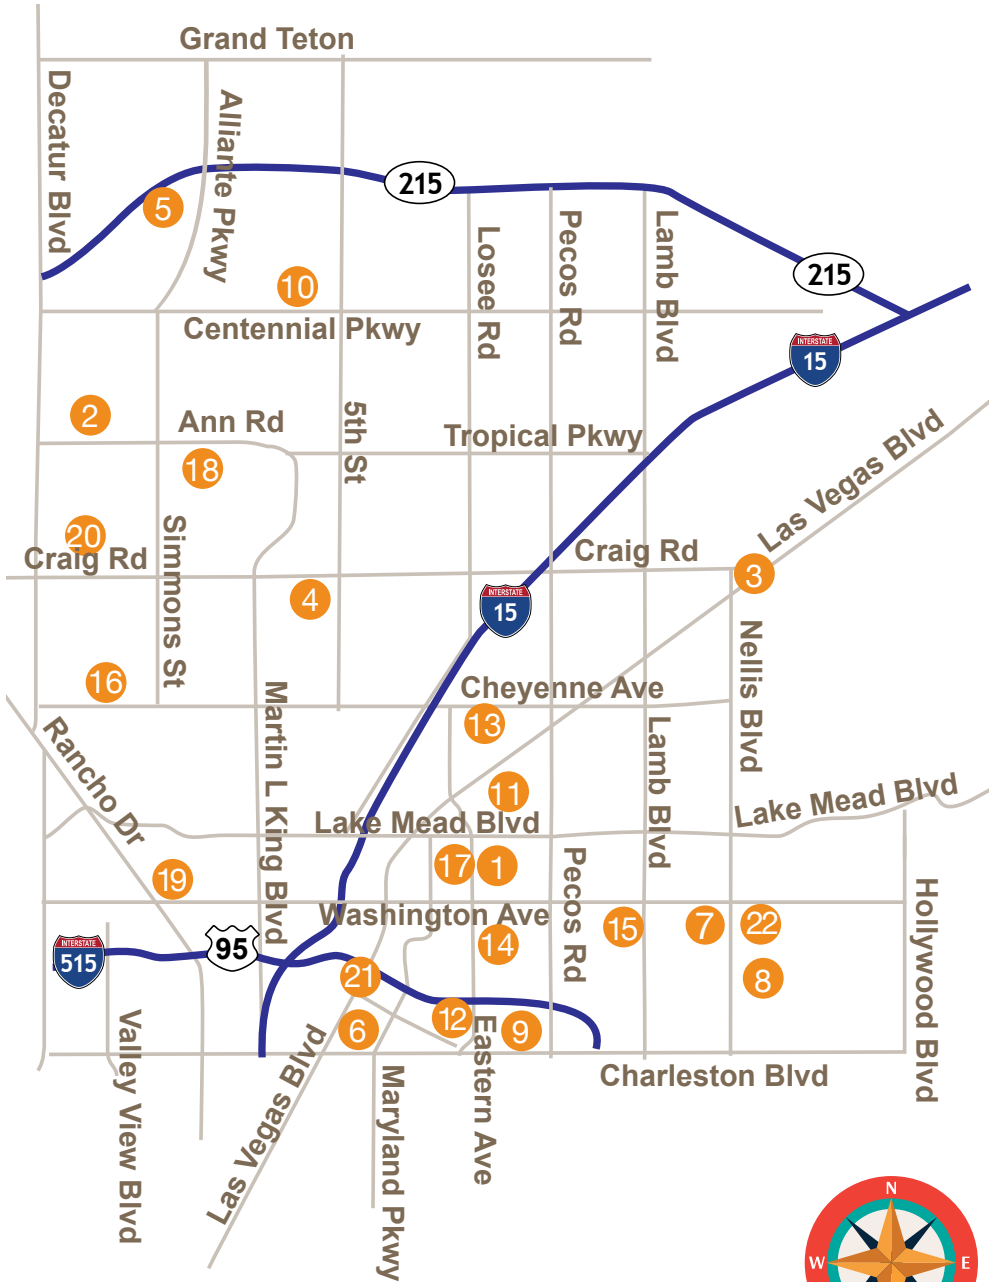 Grand Teton
Decatur Blvd
Alliante Pkwy
215
5
Losee Rd
Pecos Rd
Lamb Blvd
215
10
Centennial Pkwy
INTERSTATE
15
2
Ann Rd
5th St
Tropical Pkwy
18
Las Vegas Blvd
20
Craig Rd
Simmons St
Craig Rd
3
4
INTERSTATE
15
Nellis Blvd
16
Cheyenne Ave
Martin L King Blvd
13
Rancho Dr
Lamb Blvd
11
Lake Mead Blvd
Lake Mead Blvd
17
1
Pecos Rd
19
Hollywood Blvd
Washington Ave
15
7
22
INTERSTATE
515
95
14
21
8
Valley View Blvd
12
6
9
Eastern Ave
Las Vegas Blvd
Maryland Pkwy
Charleston Blvd
N
W
E